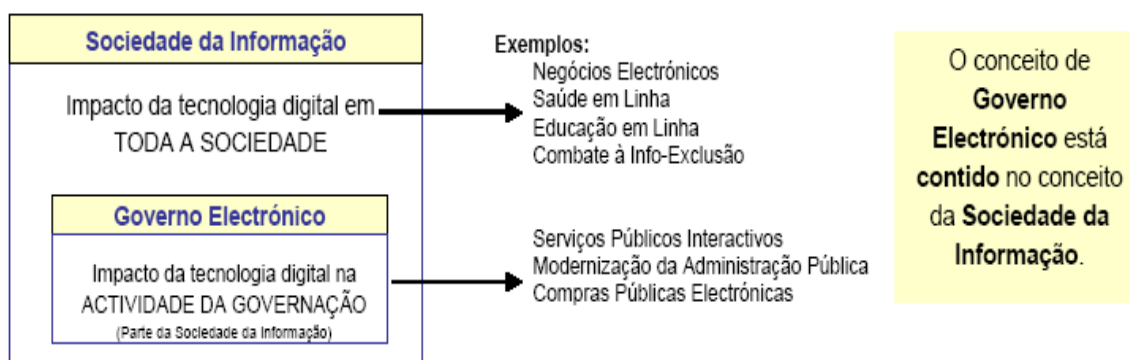 Sociedade da Informação
Impacto da tecnologia digital em
TODA A SOCIEDADE
Governo Electrónico
Impacto da tecnologia digital na
ACTIVIDADE DA GOVERNAÇÃO
(Parte da Sociedade da Informação)
Exemplos:
Negócios Electrónicos
Saúde em Linha
Educação em Linha
Combate à Info-Exclusão
Serviços Públicos Interactivos
Modernização da Administração Pública
Compras Públicas Electrónicas
O conceito de
Governo
Electrónico está
contido no conceito
da Sociedade da
Informação.